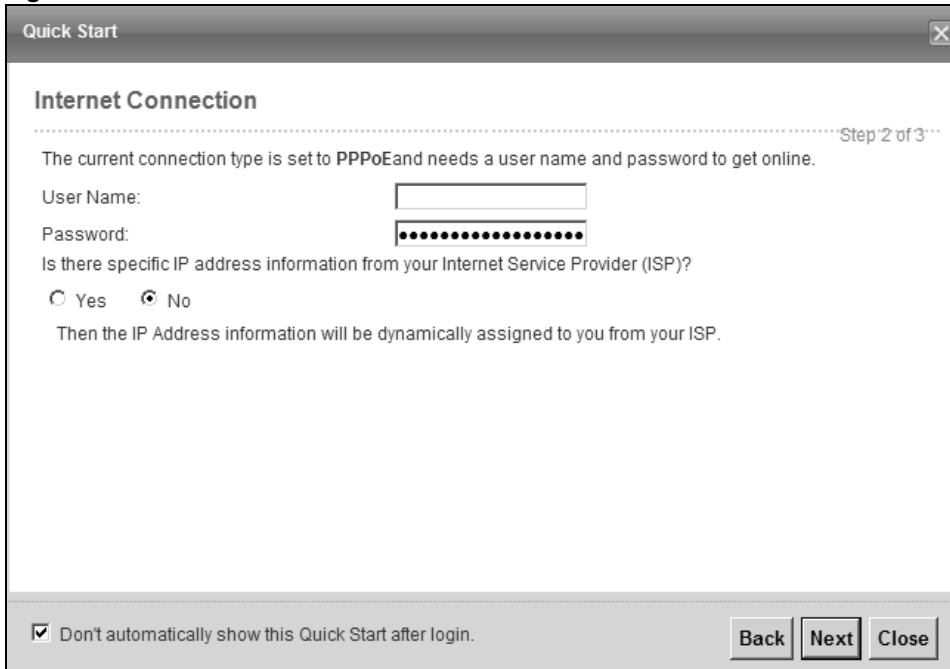 Quick Start
Internet Connection
Step 2 of 3
The current connection type is set to PPPoEand needs a user name and password to get online.
User Name:
Password:
Is there specific IP address information from your Internet Service Provider (ISP)?
Yes No
Then the IP Address information will be dynamically assigned to you from your ISP.
Don't automatically show this Quick Start after login.
Back Next Close